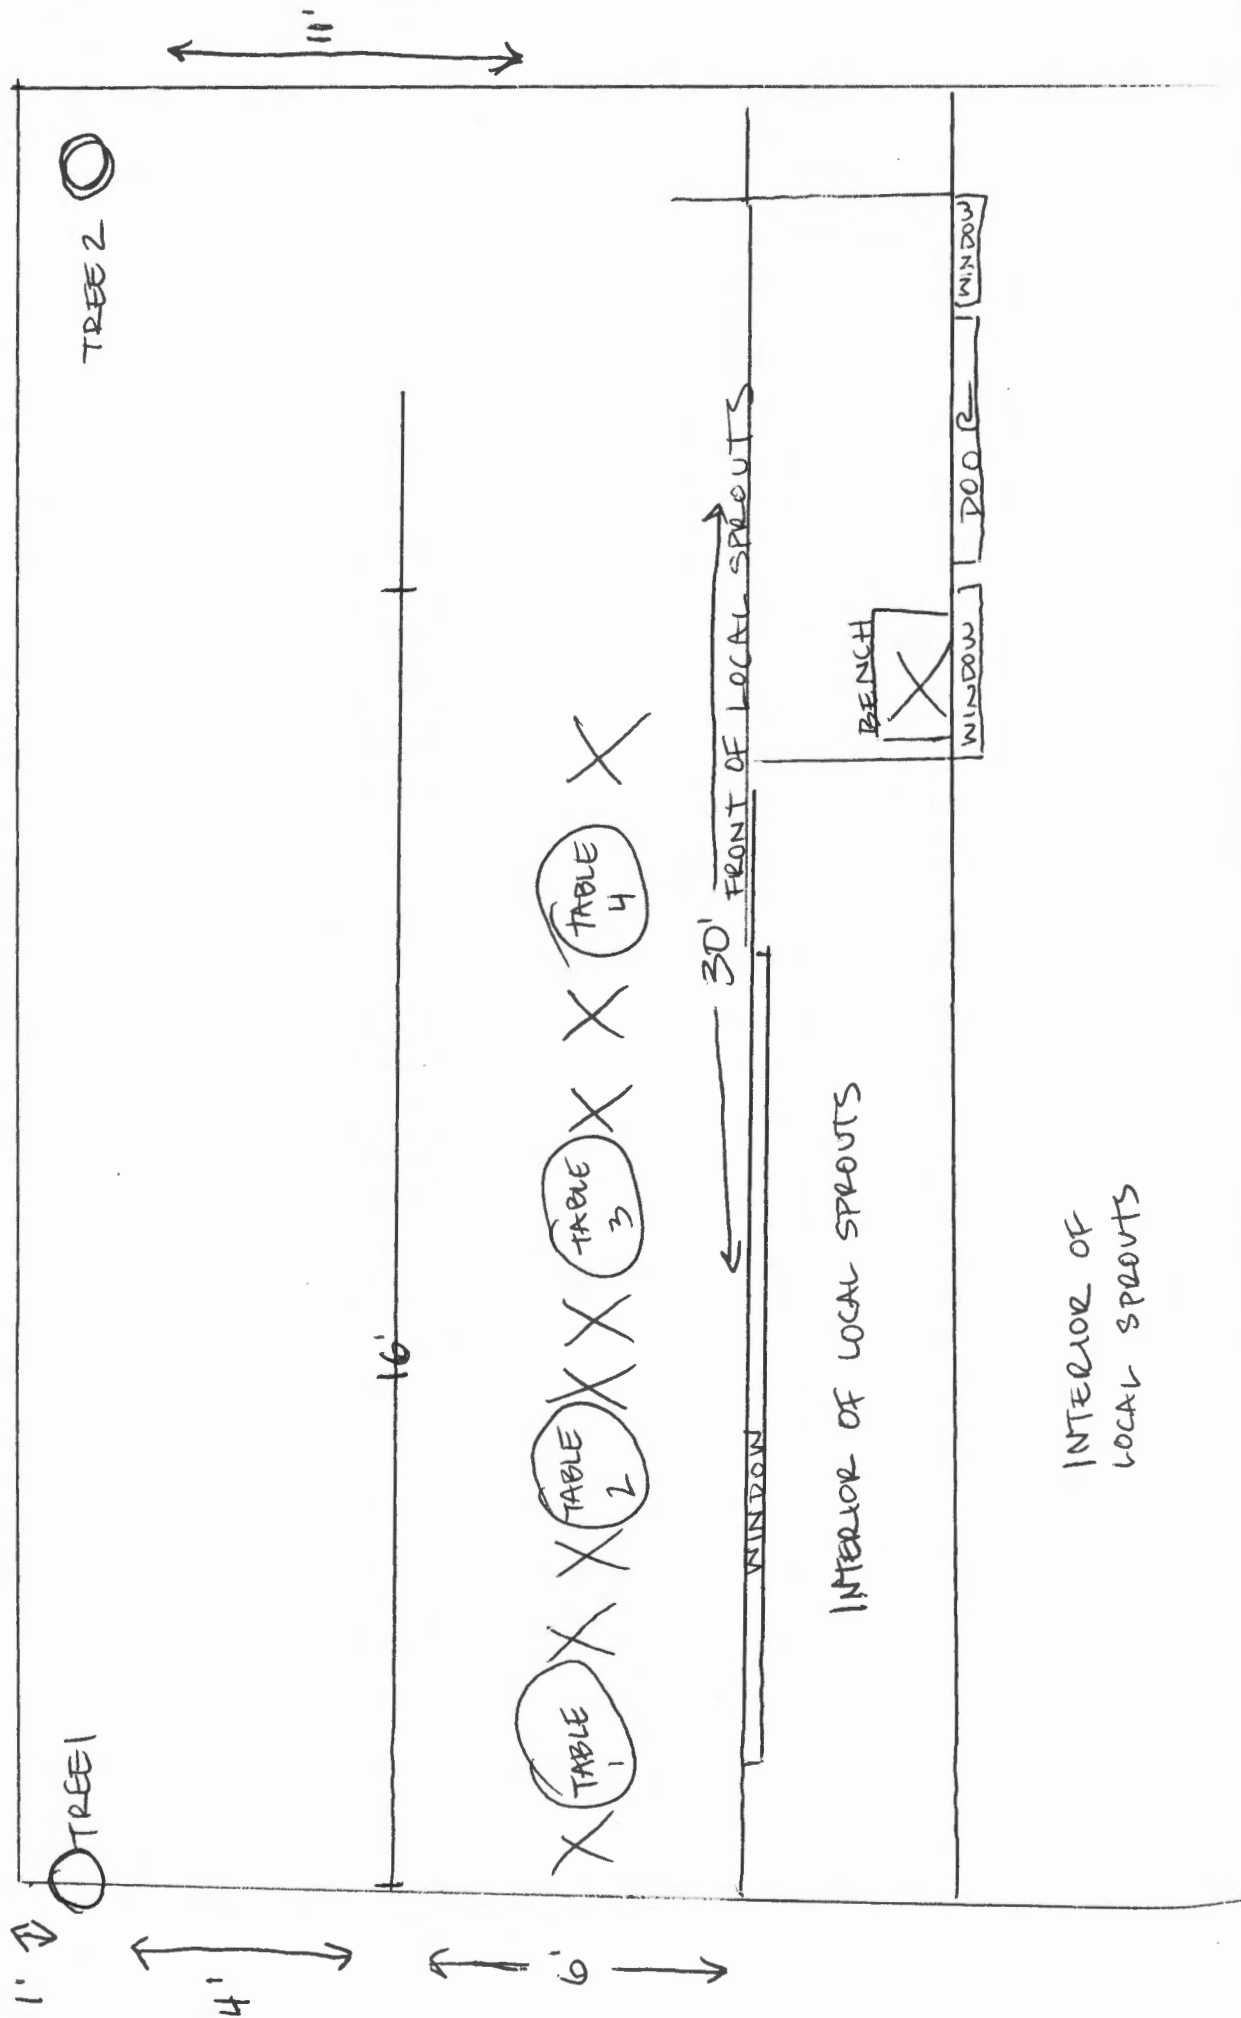 1'
TREE 1
TREE 2
11'
4'
16'
6'
TABLE
1
TABLE
2
TABLE
3
TABLE
4
30'
FRONT OF LOCAL SPROUTS
WINDOW
INTERIOR OF LOCAL SPROUTS
BENCH
WINDOW
DOOR
WINDOW
INTERIOR OF
LOCAL SPROUTS